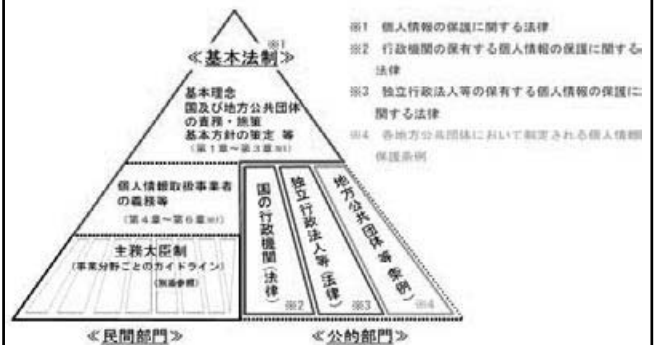 ※1
≪基本法制≫
基本理念
国及び地方公共団体
の責務・施策
基本方針の策定 等
(第1章~第3章※1)
個人情報取扱事業者
の義務等
(第4章~第6章※1)
主務大臣制
(事業分野ごとのガイドライン)
(別添参照)
国の行政機関(法律)
※2
独立行政法人等(法律)
※3
地方公共団体等(条例)
※4
≪民間部門≫
≪公的部門≫
※1 個人情報の保護に関する法律
※2 行政機関の保有する個人情報の保護に関する
法律
※3 独立行政法人等の保有する個人情報の保護に
関する法律
※4 各地方公共団体において制定される個人情報
保護条例